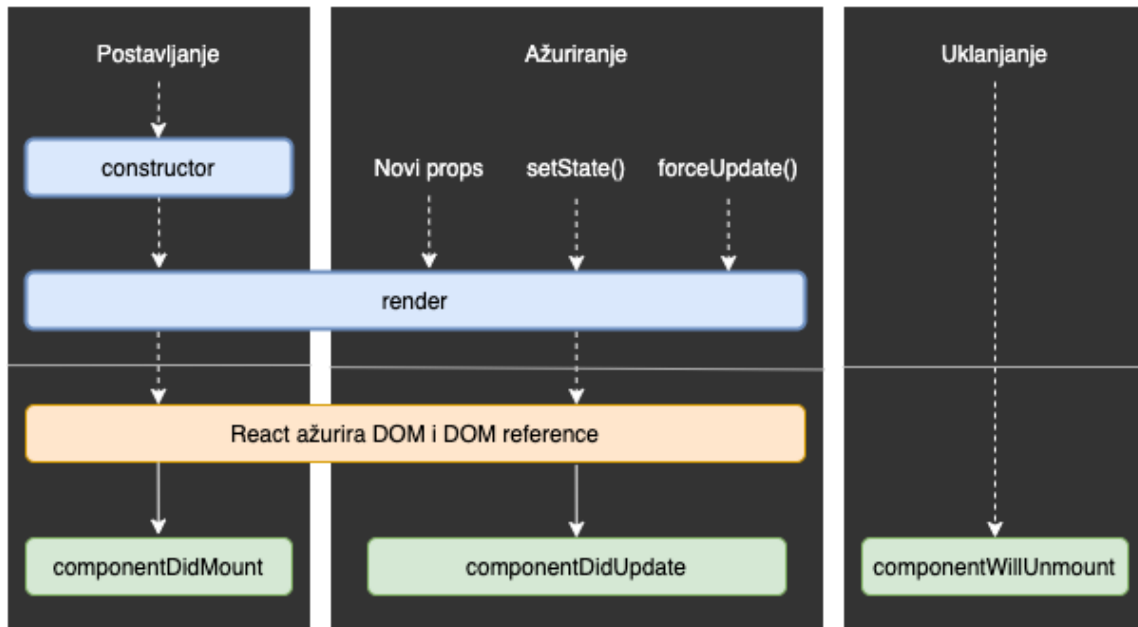 Postavljanje
Ažuriranje
Uklanjanje
constructor
Novi props
setState()
forceUpdate()
render
React ažurira DOM i DOM reference
componentDidMount
componentDidUpdate
componentWillUnmount